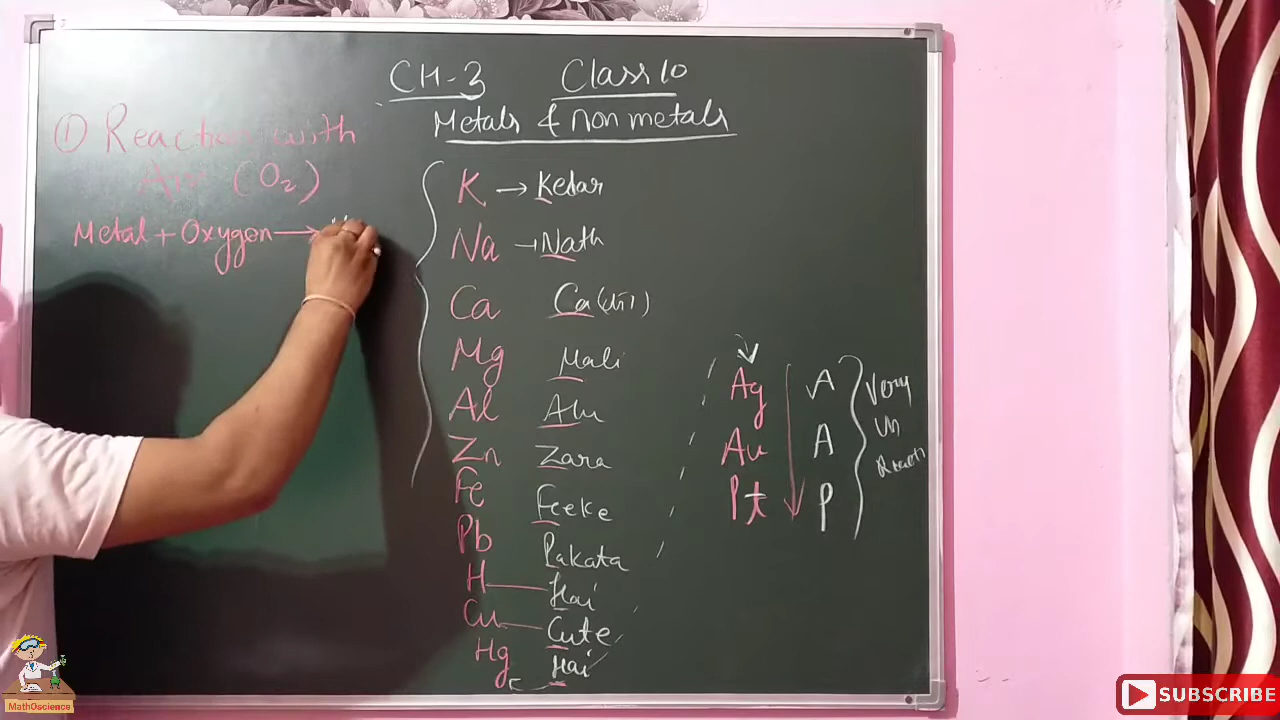 CH-3 Class 10
Metals & non metals
① Reaction with
Air (O₂)
Metal + Oxygen →
K → Kedar
Na → Nath
Ca Ca
Mg Mali
Al Alu
Zn Zara
Fe Feeke
Pb Pakata
H Hai
Cu Cute
Hg Hai
Ag A
Au A
Pt P
Very
Un
React
MathOscience
SUBSCRIBE